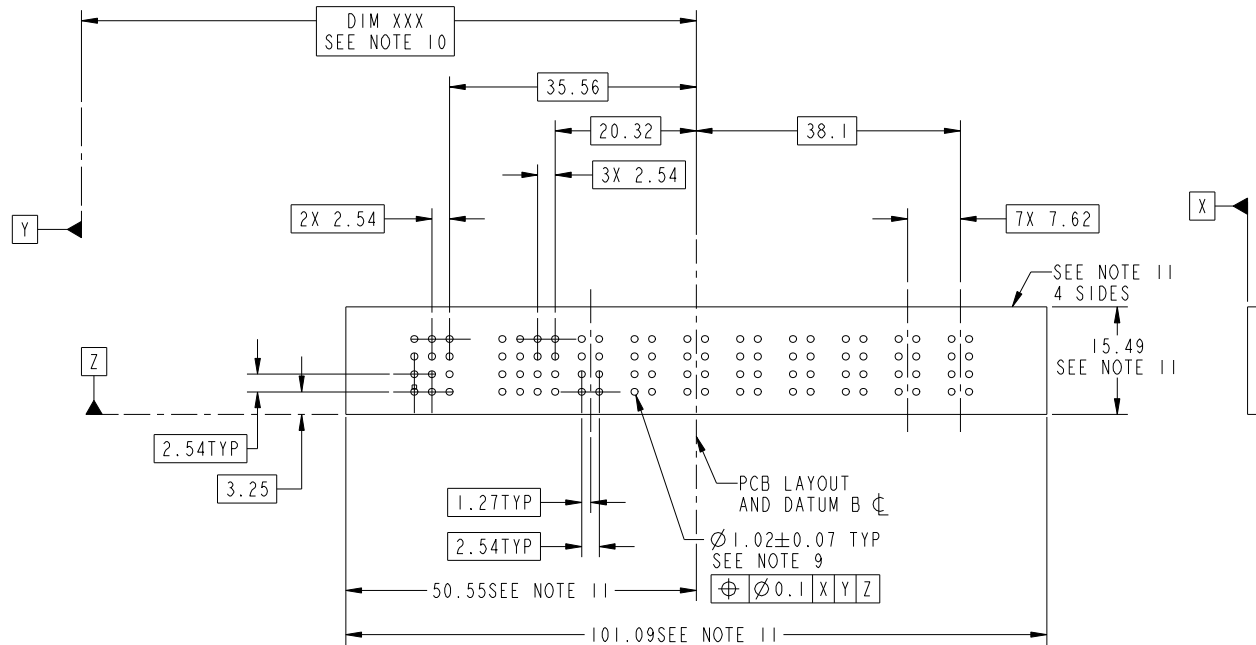 DIM XXX
SEE NOTE 10
35.56
20.32
38.1
3X 2.54
2X 2.54
7X 7.62
Y
X
SEE NOTE 11
4 SIDES
15.49
SEE NOTE 11
Z
2.54TYP
3.25
PCB LAYOUT
AND DATUM B ℄
1.27TYP
2.54TYP
Ø1.02±0.07 TYP
SEE NOTE 9
⌖ Ø0.1 X Y Z
50.55SEE NOTE 11
101.09SEE NOTE 11